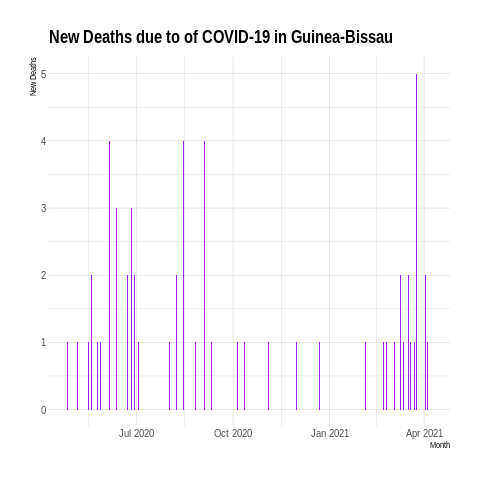 New Deaths due to of COVID-19 in Guinea-Bissau
New Deaths
5
4
3
2
1
0
Jul 2020 Oct 2020 Jan 2021 Apr 2021
Month